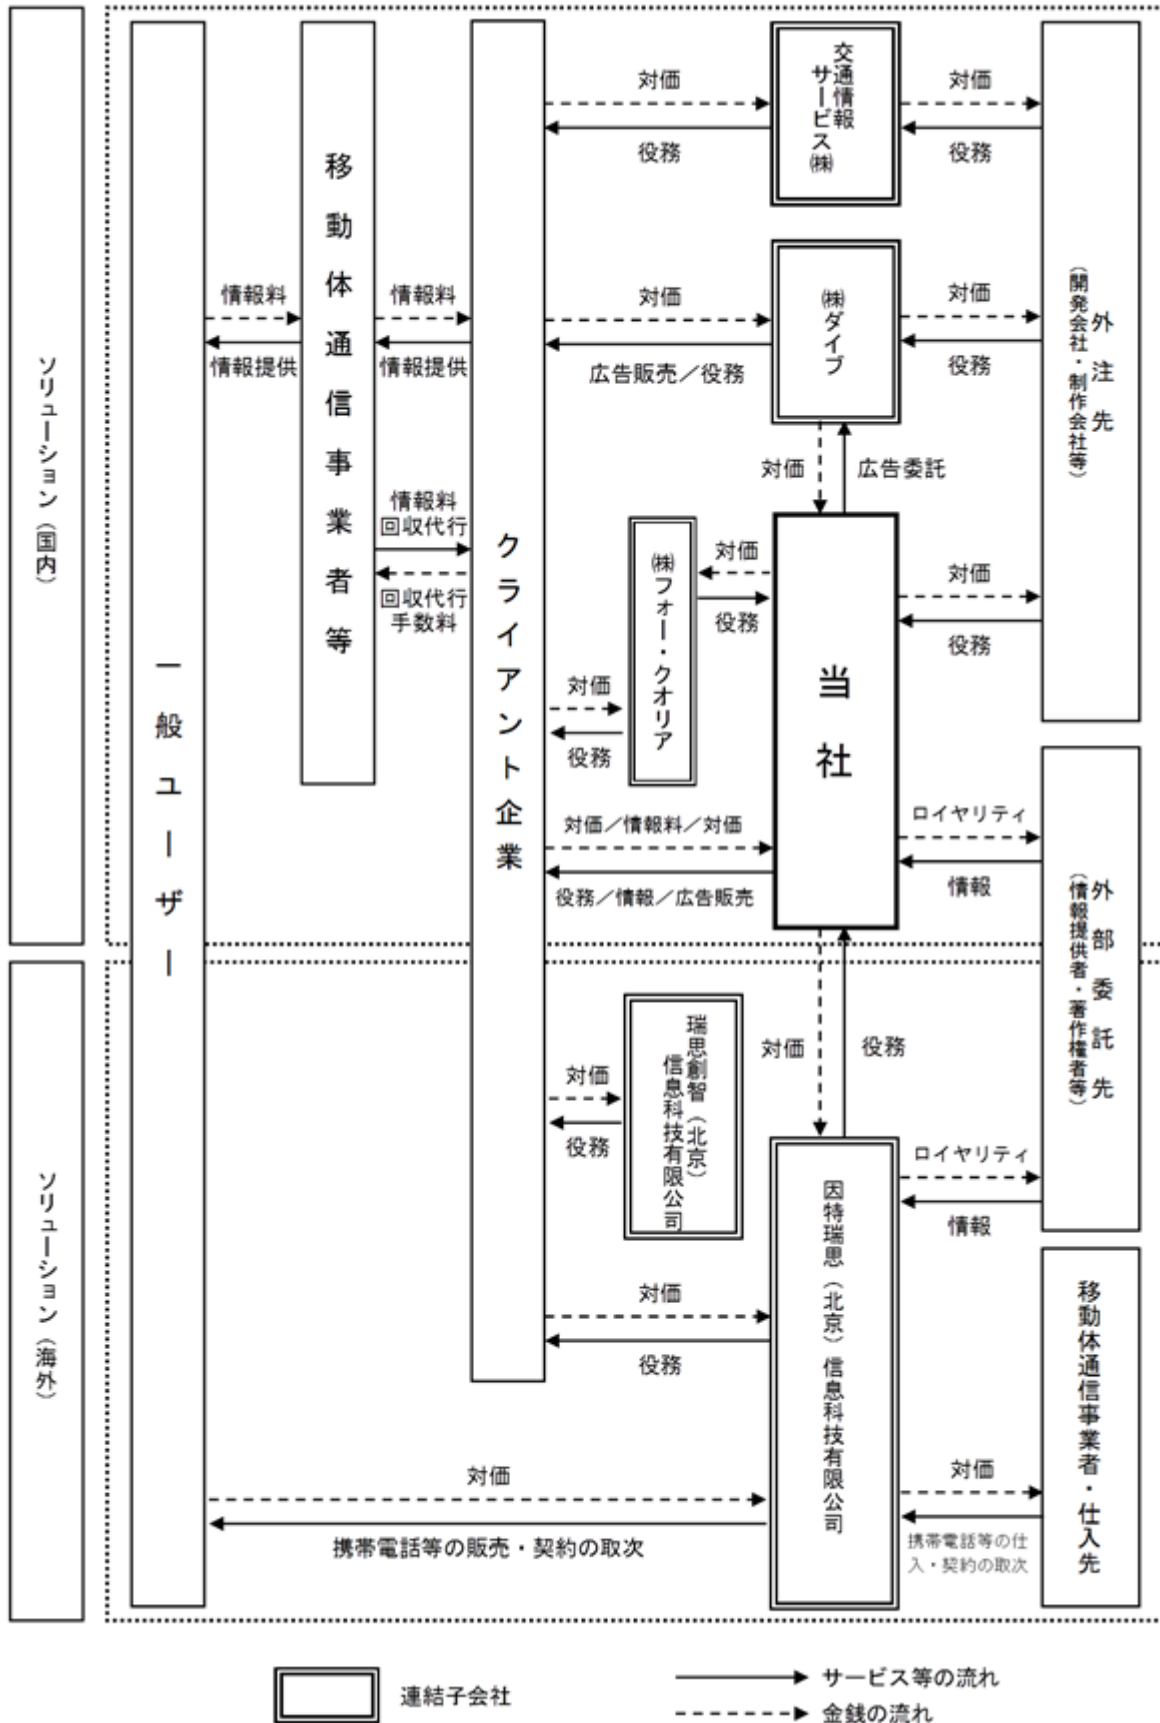 ソリューション（国内）
ソリューション（海外）
一般ユーザー
移動体通信事業者等
クライアント企業
情報料
情報提供
情報料
情報提供
情報料
回収代行
回収代行
手数料
対価
役務
交通情報
サービス㈱
対価
役務
対価
広告販売／役務
㈱ダイブ
対価
役務
対価
広告委託
外注先
（開発会社・制作会社等）
㈱フォー・クオリア
対価
役務
対価
役務
当社
対価
役務
対価／情報料／対価
役務／情報／広告販売
ロイヤリティ
情報
外部委託先
（情報提供者・著作権者等）
対価
役務
瑞思創智（北京）
信息科技有限公司
対価
役務
因特瑞思（北京）信息科技有限公司
ロイヤリティ
情報
対価
役務
対価
携帯電話等の販売・契約の取次
対価
携帯電話等の仕
入・契約の取次
移動体通信事業者・仕入先
連結子会社
サービス等の流れ
金銭の流れ